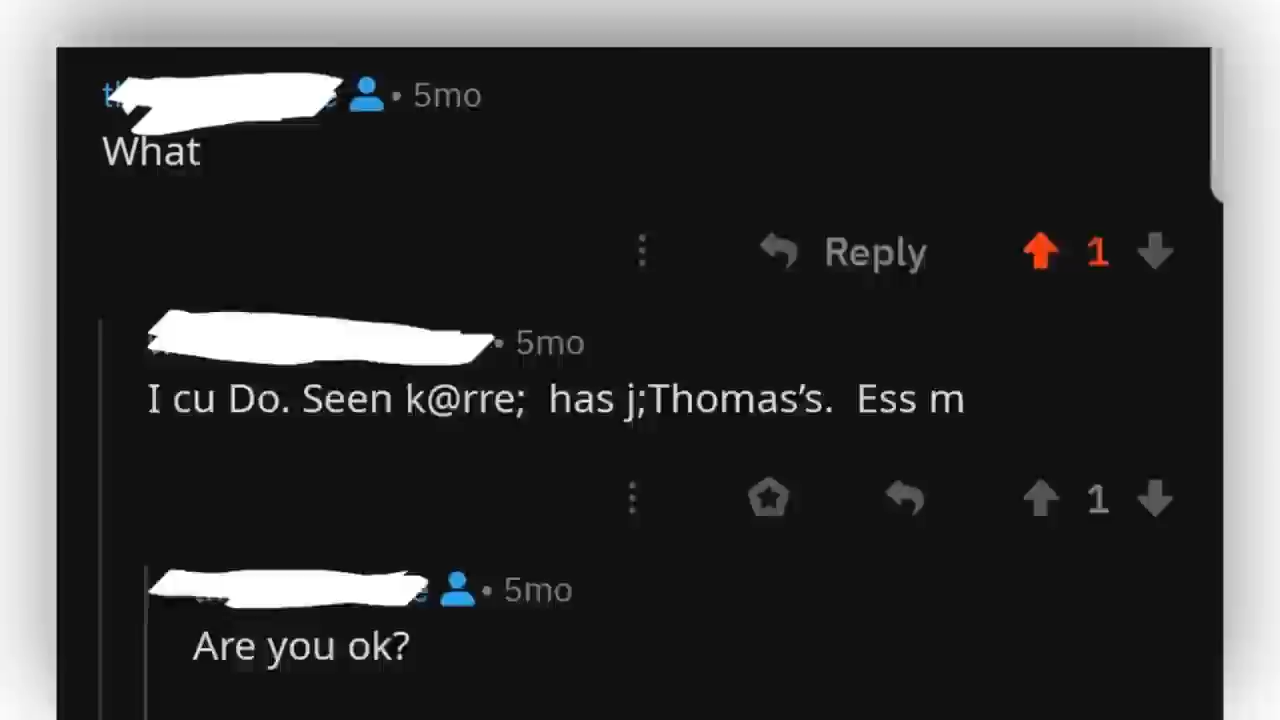 • 5mo
What
Reply 1
• 5mo
I cu Do. Seen k@rre;  has j;Thomas’s.  Ess m
1
• 5mo
Are you ok?